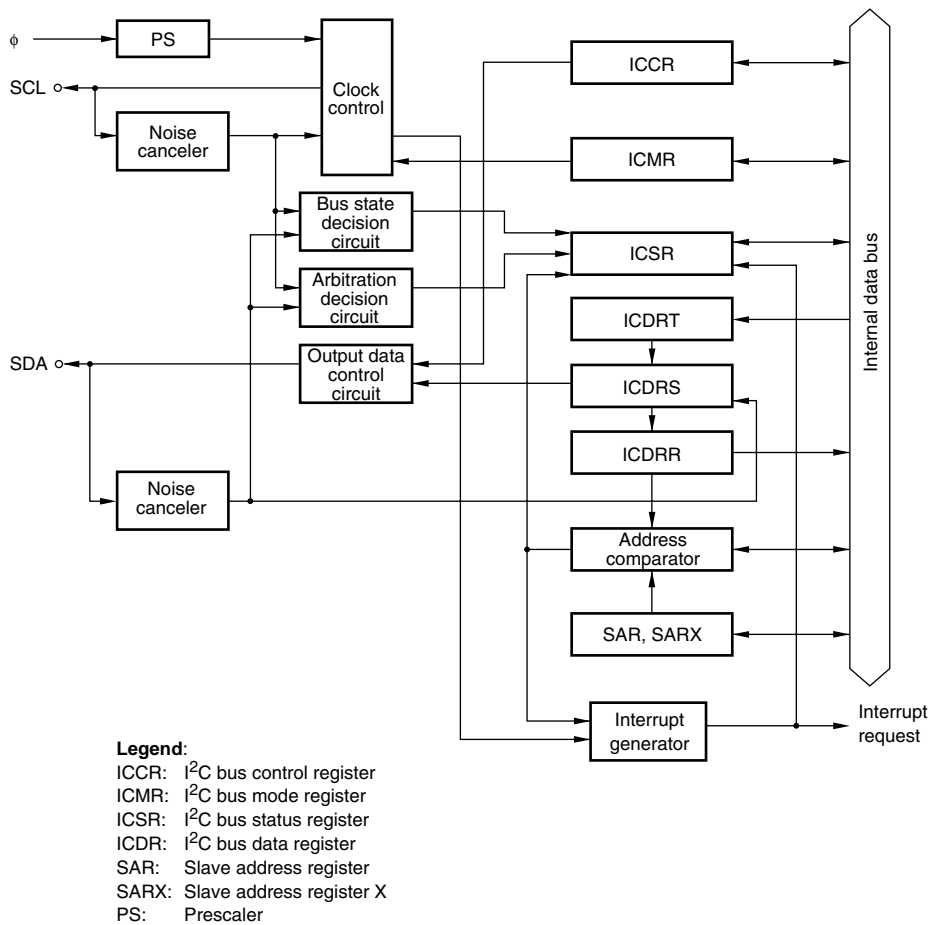 ϕ
PS
SCL
Clock
control
Noise
canceler
Bus state
decision
circuit
Arbitration
decision
circuit
SDA
Output data
control
circuit
Noise
canceler
ICCR
ICMR
ICSR
ICDRT
ICDRS
ICDRR
Address
comparator
SAR, SARX
Interrupt
generator
Internal data bus
Interrupt
request
Legend:
ICCR: I²C bus control register
ICMR: I²C bus mode register
ICSR: I²C bus status register
ICDR: I²C bus data register
SAR: Slave address register
SARX: Slave address register X
PS: Prescaler